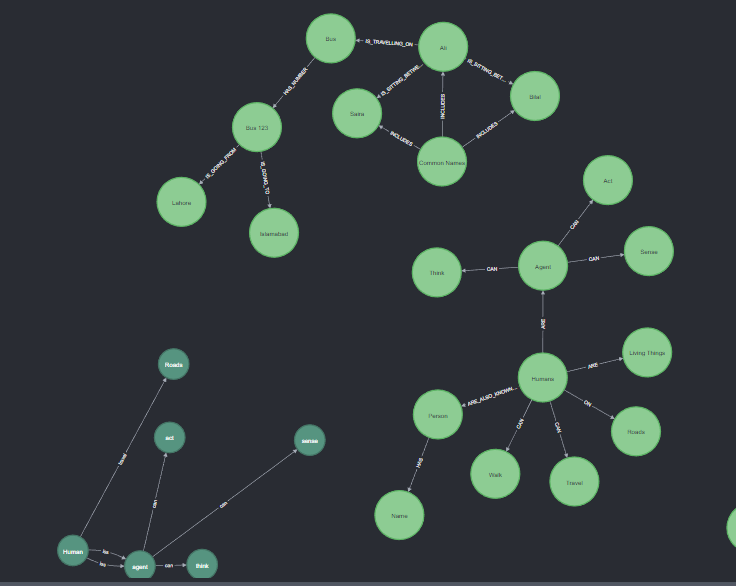 Bus
IS_TRAVELLING_ON
Ali
HAS_NUMBER
IS_SITTING_BETWE...
IS_SITTING_BET...
Saira
INCLUDES
Bilal
Bus 123
INCLUDES
INCLUDES
Common Names
IS_GOING_FROM
IS_GOING_TO
Lahore
Islamabad
Act
CAN
Think
CAN
Agent
CAN
Sense
ARE
Humans
ARE
Living Things
Person
ARE_ALSO_KNOWN...
CAN
CAN
ON
Roads
HAS
Walk
Travel
Name
Roads
act
sense
travel
can
can
Human
agent
can
think